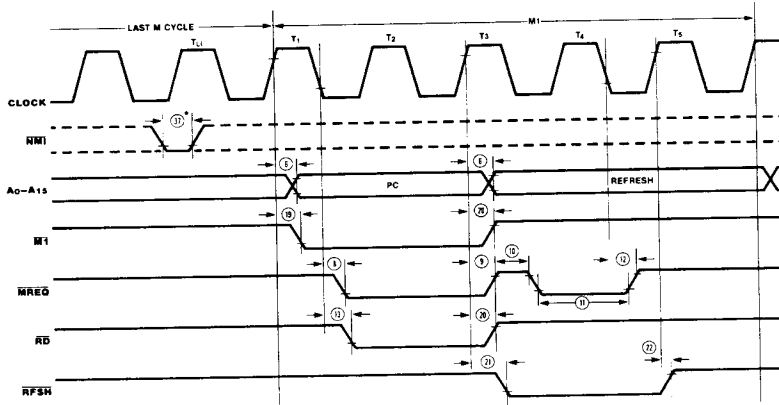 LAST M CYCLE M1
TLI T1 T2 T3 T4 T5
CLOCK
37*
NMI
6 6
A0–A15 PC REFRESH
19 20
M1
8 9 10 12
MREQ 11
13 20
RD
21 22
RFSH